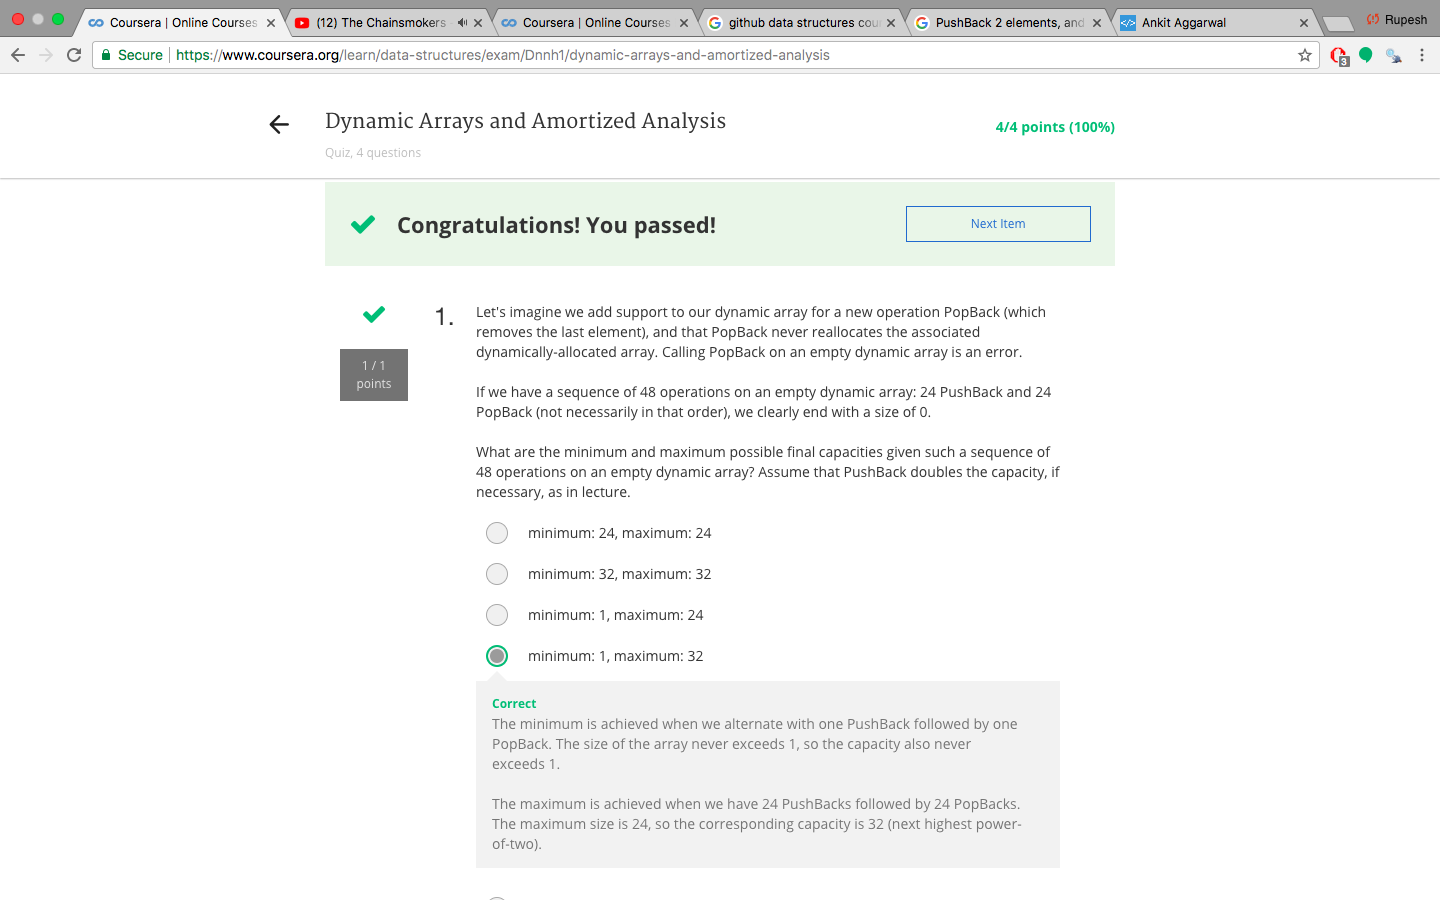 Coursera | Online Courses
(12) The Chainsmokers -
Coursera | Online Courses
github data structures cou
PushBack 2 elements, and
Ankit Aggarwal
Rupesh
Secure https://www.coursera.org/learn/data-structures/exam/Dnnh1/dynamic-arrays-and-amortized-analysis
3
Dynamic Arrays and Amortized Analysis
4/4 points (100%)
Quiz, 4 questions
Congratulations! You passed!
Next Item
1 / 1
points
1.
Let's imagine we add support to our dynamic array for a new operation PopBack (which
removes the last element), and that PopBack never reallocates the associated
dynamically-allocated array. Calling PopBack on an empty dynamic array is an error.
If we have a sequence of 48 operations on an empty dynamic array: 24 PushBack and 24
PopBack (not necessarily in that order), we clearly end with a size of 0.
What are the minimum and maximum possible final capacities given such a sequence of
48 operations on an empty dynamic array? Assume that PushBack doubles the capacity, if
necessary, as in lecture.
minimum: 24, maximum: 24
minimum: 32, maximum: 32
minimum: 1, maximum: 24
minimum: 1, maximum: 32
Correct
The minimum is achieved when we alternate with one PushBack followed by one
PopBack. The size of the array never exceeds 1, so the capacity also never
exceeds 1.
The maximum is achieved when we have 24 PushBacks followed by 24 PopBacks.
The maximum size is 24, so the corresponding capacity is 32 (next highest power-
of-two).